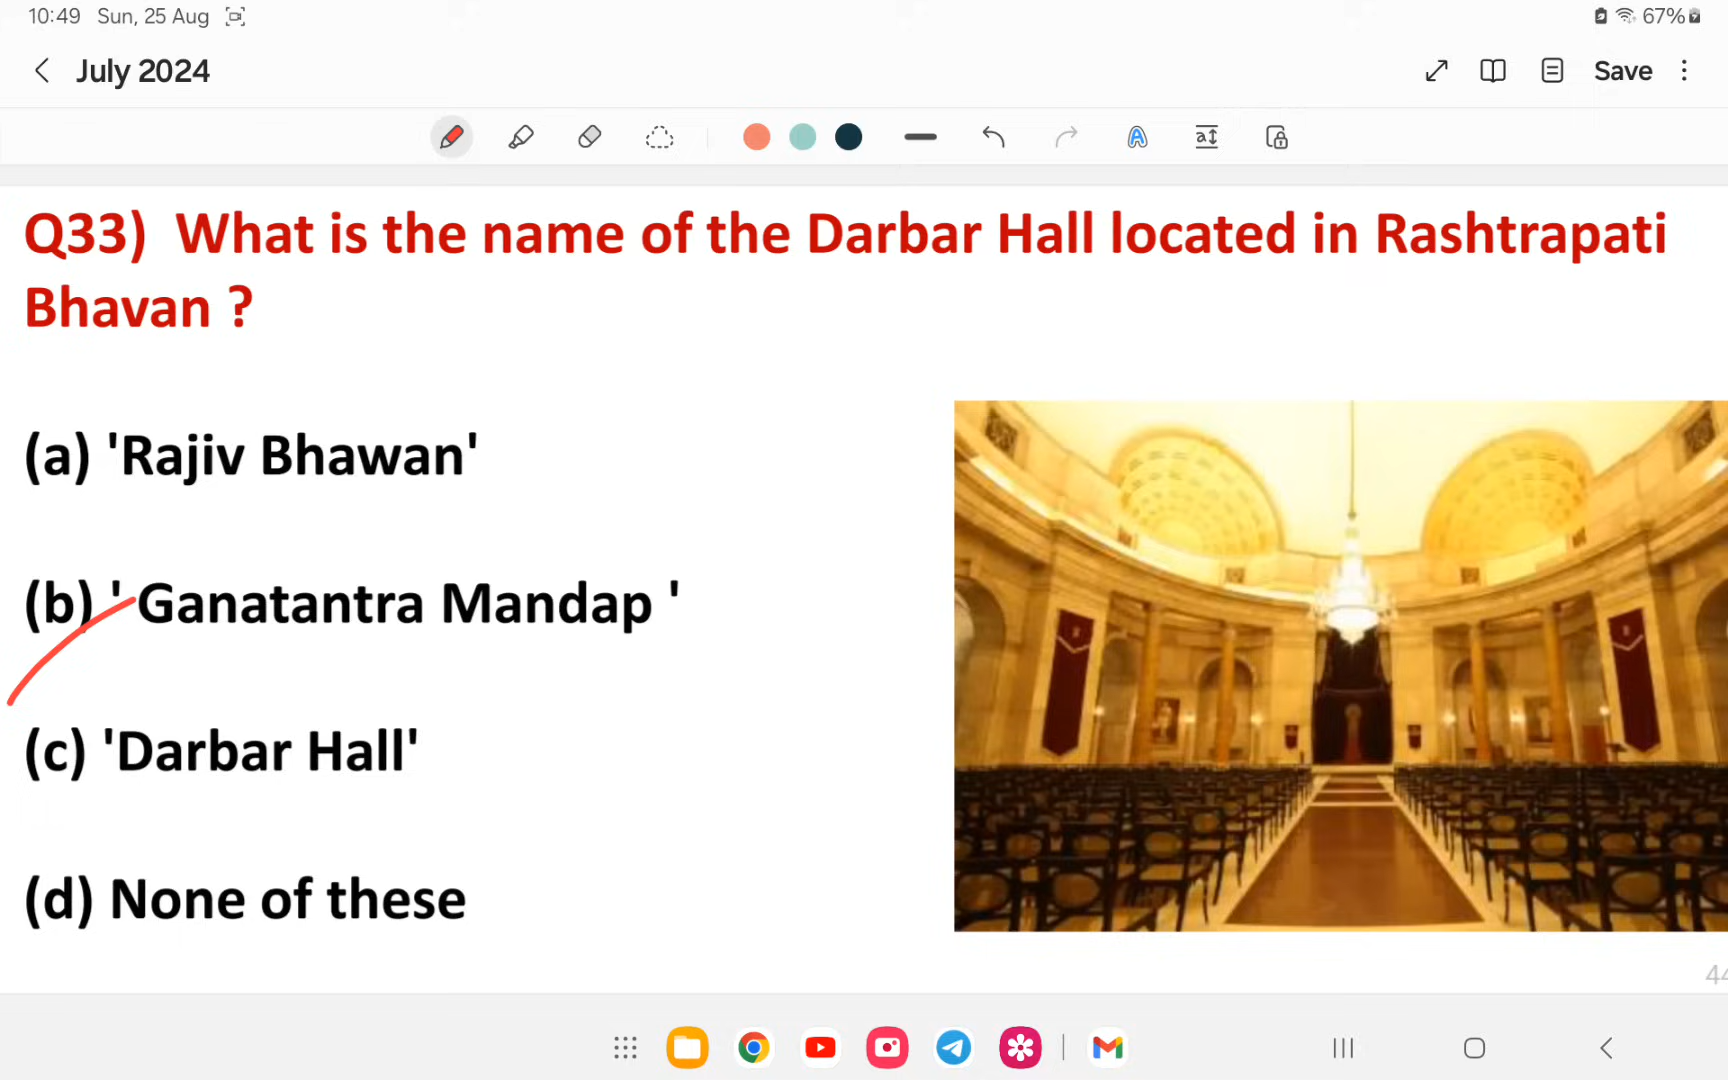 10:49 Sun, 25 Aug
67%
July 2024
Save
Q33) What is the name of the Darbar Hall located in Rashtrapati
Bhavan ?
(a) 'Rajiv Bhawan'
(b) ' Ganatantra Mandap '
(c) 'Darbar Hall'
(d) None of these
44